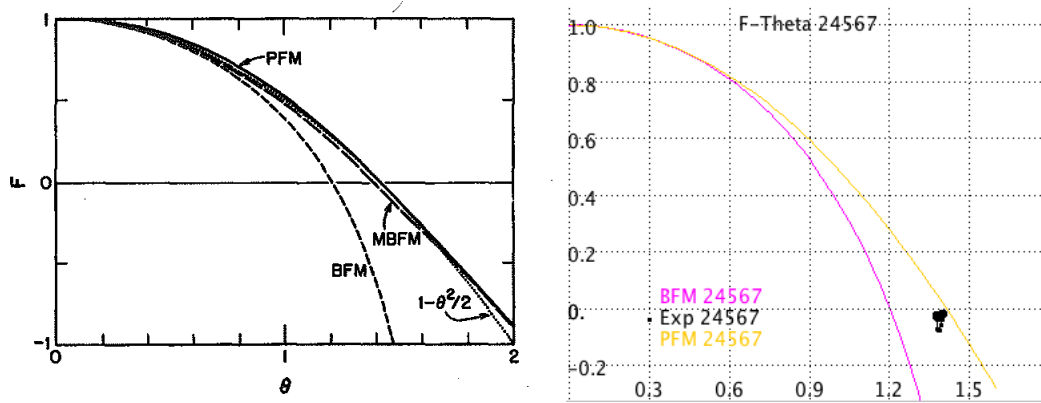 1
F
0
-1
0
1
2
θ
PFM
MBFM
BFM
1-θ²/2
F-Theta 24567
1.0
0.8
0.6
0.4
0.2
0.
-0.2
BFM 24567
Exp 24567
PFM 24567
0.3
0.6
0.9
1.2
1.5